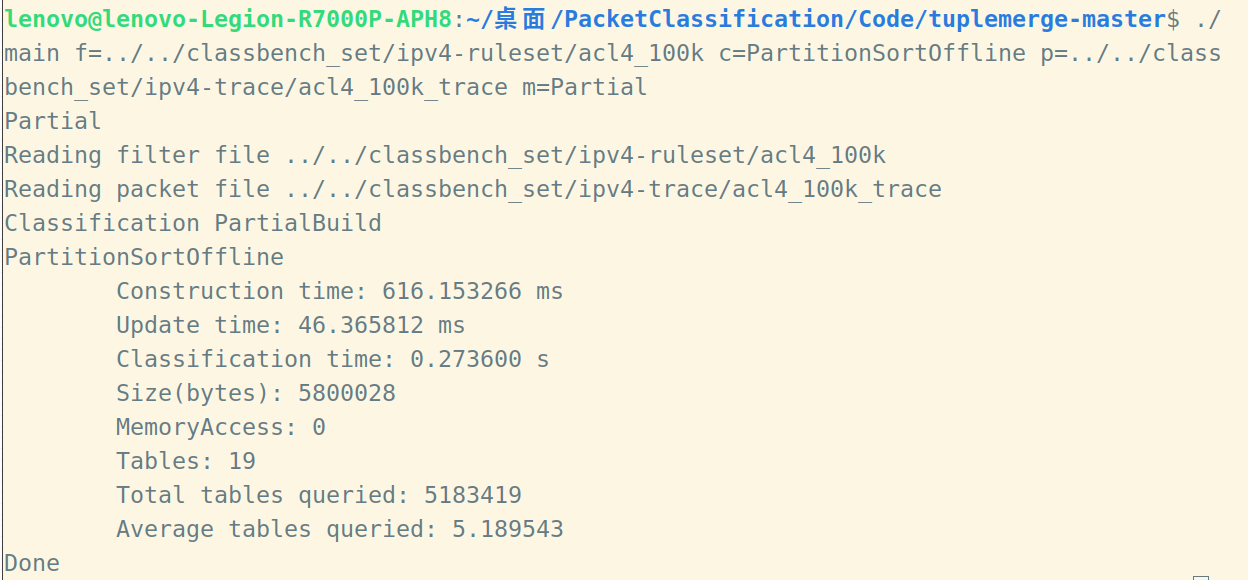 lenovo@lenovo-Legion-R7000P-APH8:~/桌面/PacketClassification/Code/tuplemerge-master$ ./
main f=../../classbench_set/ipv4-ruleset/acl4_100k c=PartitionSortOffline p=../../class
bench_set/ipv4-trace/acl4_100k_trace m=Partial
Partial
Reading filter file ../../classbench_set/ipv4-ruleset/acl4_100k
Reading packet file ../../classbench_set/ipv4-trace/acl4_100k_trace
Classification PartialBuild
PartitionSortOffline
Construction time: 616.153266 ms
Update time: 46.365812 ms
Classification time: 0.273600 s
Size(bytes): 5800028
MemoryAccess: 0
Tables: 19
Total tables queried: 5183419
Average tables queried: 5.189543
Done